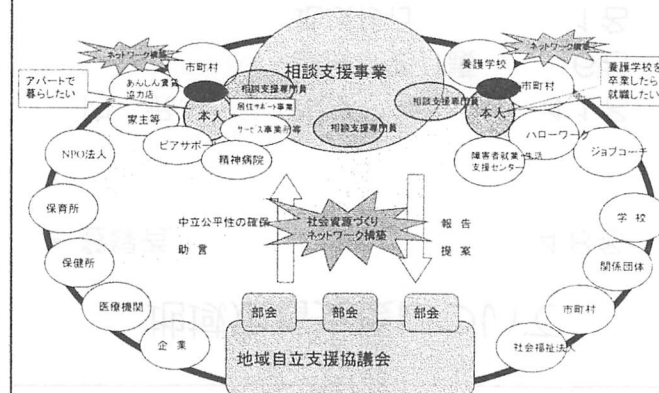 ネットワーク構築
市町村
アパートで
暮らしたい
あんしん賃貸
協力店
家主等
本人
相談支援専門員
居住サポート事業
サービス事業所等
ピアサポート
精神病院
相談支援事業
相談支援専門員
相談支援専門員
ネットワーク構築
養護学校
市町村
養護学校を
卒業したら
就職したい
本人
ハローワーク
障害者就業・生活
支援センター
ジョブコーチ
NPO法人
保育所
保健所
医療機関
企業
学校
関係団体
市町村
社会福祉法人
中立公平性の確保
助言
社会資源づくり
ネットワーク構築
報告
提案
部会
部会
部会
地域自立支援協議会